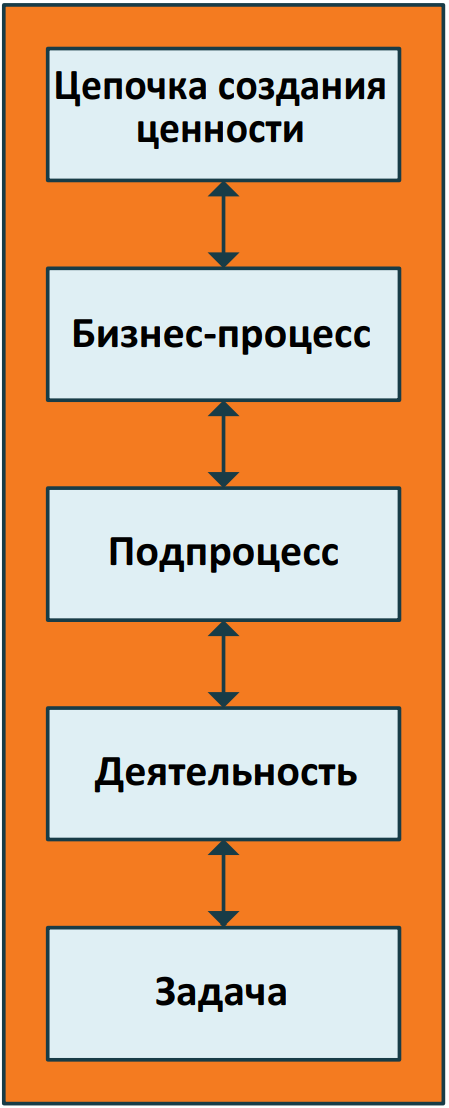 Цепочка создания
ценности
Бизнес-процесс
Подпроцесс
Деятельность
Задача